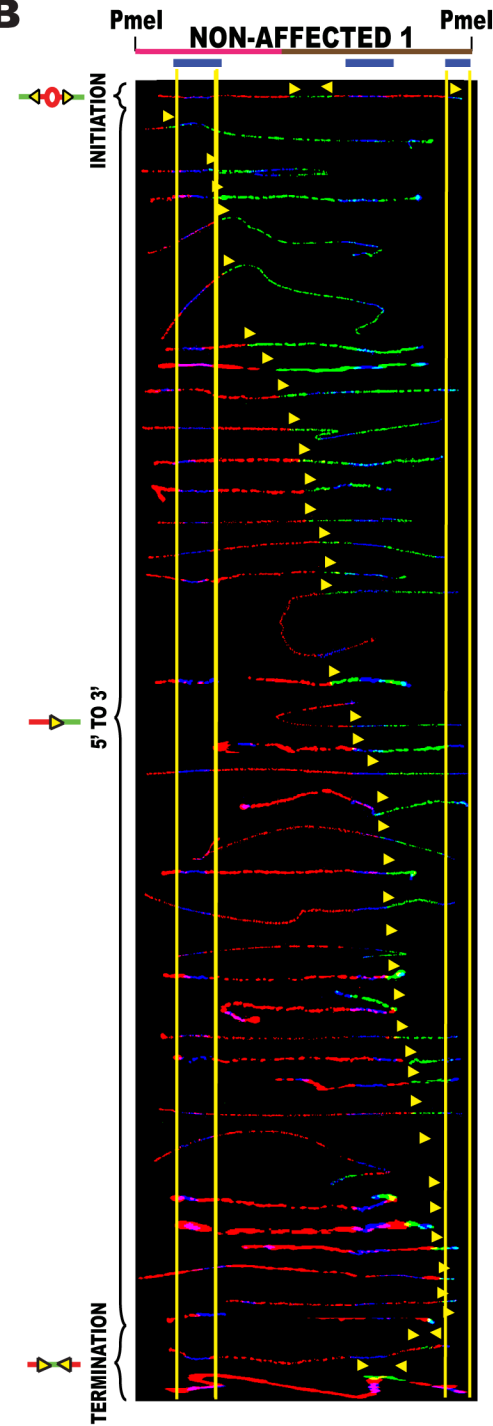 B
PmeI PmeI
NON-AFFECTED 1
INITIATION
5' TO 3'
TERMINATION